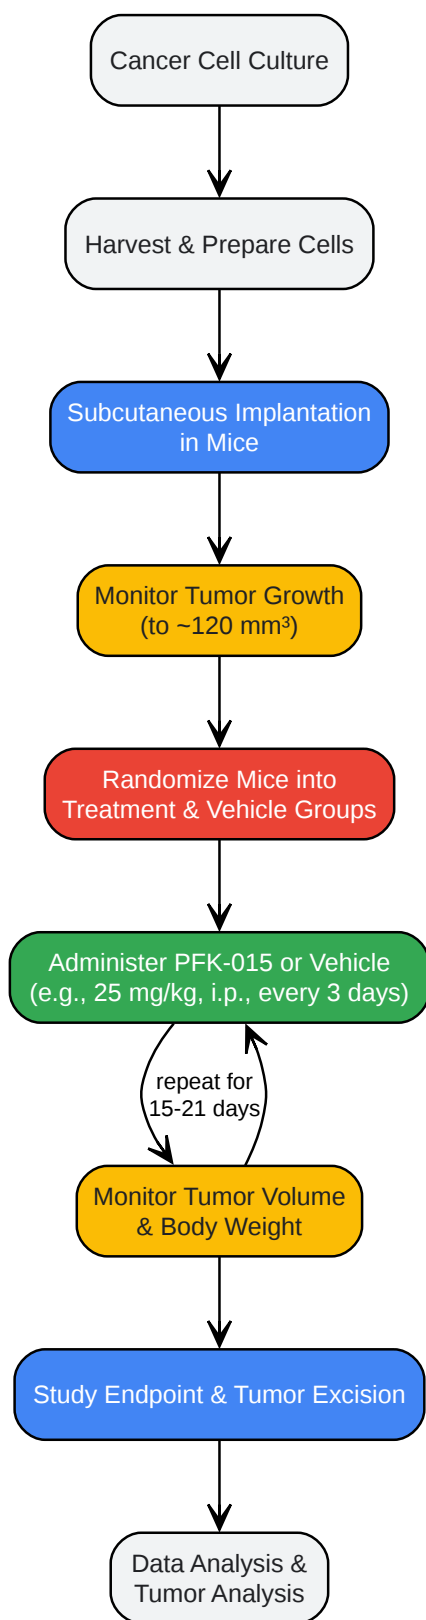 Cancer Cell Culture
Harvest & Prepare Cells
Subcutaneous Implantation
in Mice
Monitor Tumor Growth
(to ~120 mm³)
Randomize Mice into
Treatment & Vehicle Groups
Administer PFK-015 or Vehicle
(e.g., 25 mg/kg, i.p., every 3 days)
repeat for
15-21 days
Monitor Tumor Volume
& Body Weight
Study Endpoint & Tumor Excision
Data Analysis &
Tumor Analysis